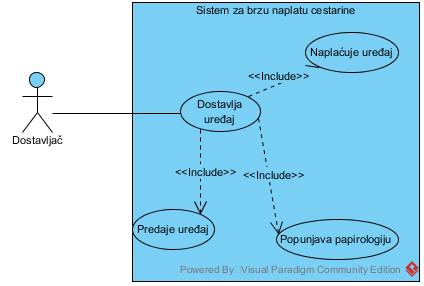 Sistem za brzu naplatu cestarine
Naplaćuje uređaj
<<Include>>
Dostavlja
uređaj
Dostavljač
<<Include>>
<<Include>>
Predaje uređaj
Popunjava papirologiju
Powered By Visual Paradigm Community Edition